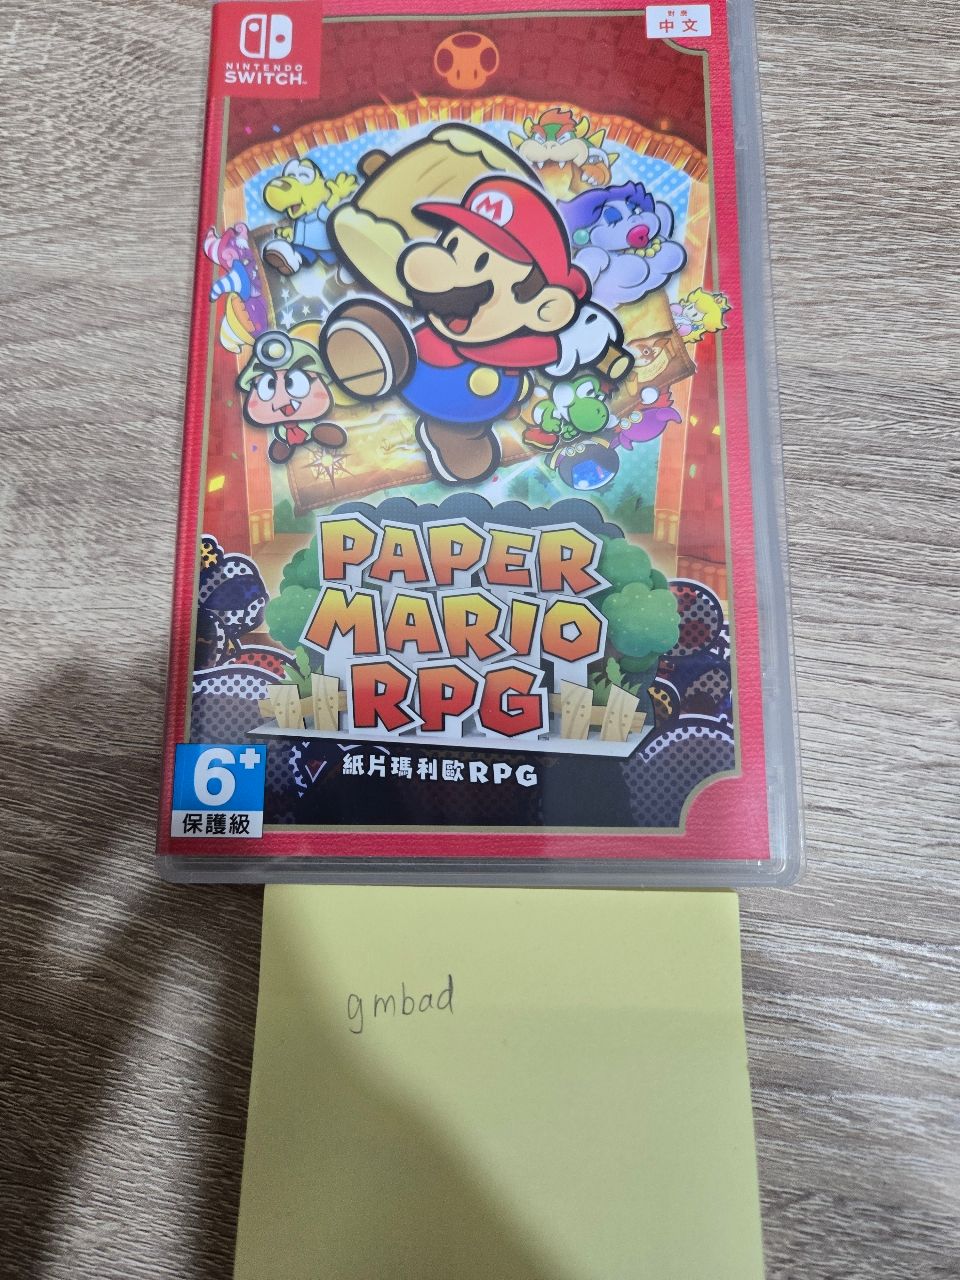 NINTENDO
SWITCH
對應
中文
M
PAPER
MARIO
RPG
紙片瑪利歐RPG
6+
保護級
gmbad